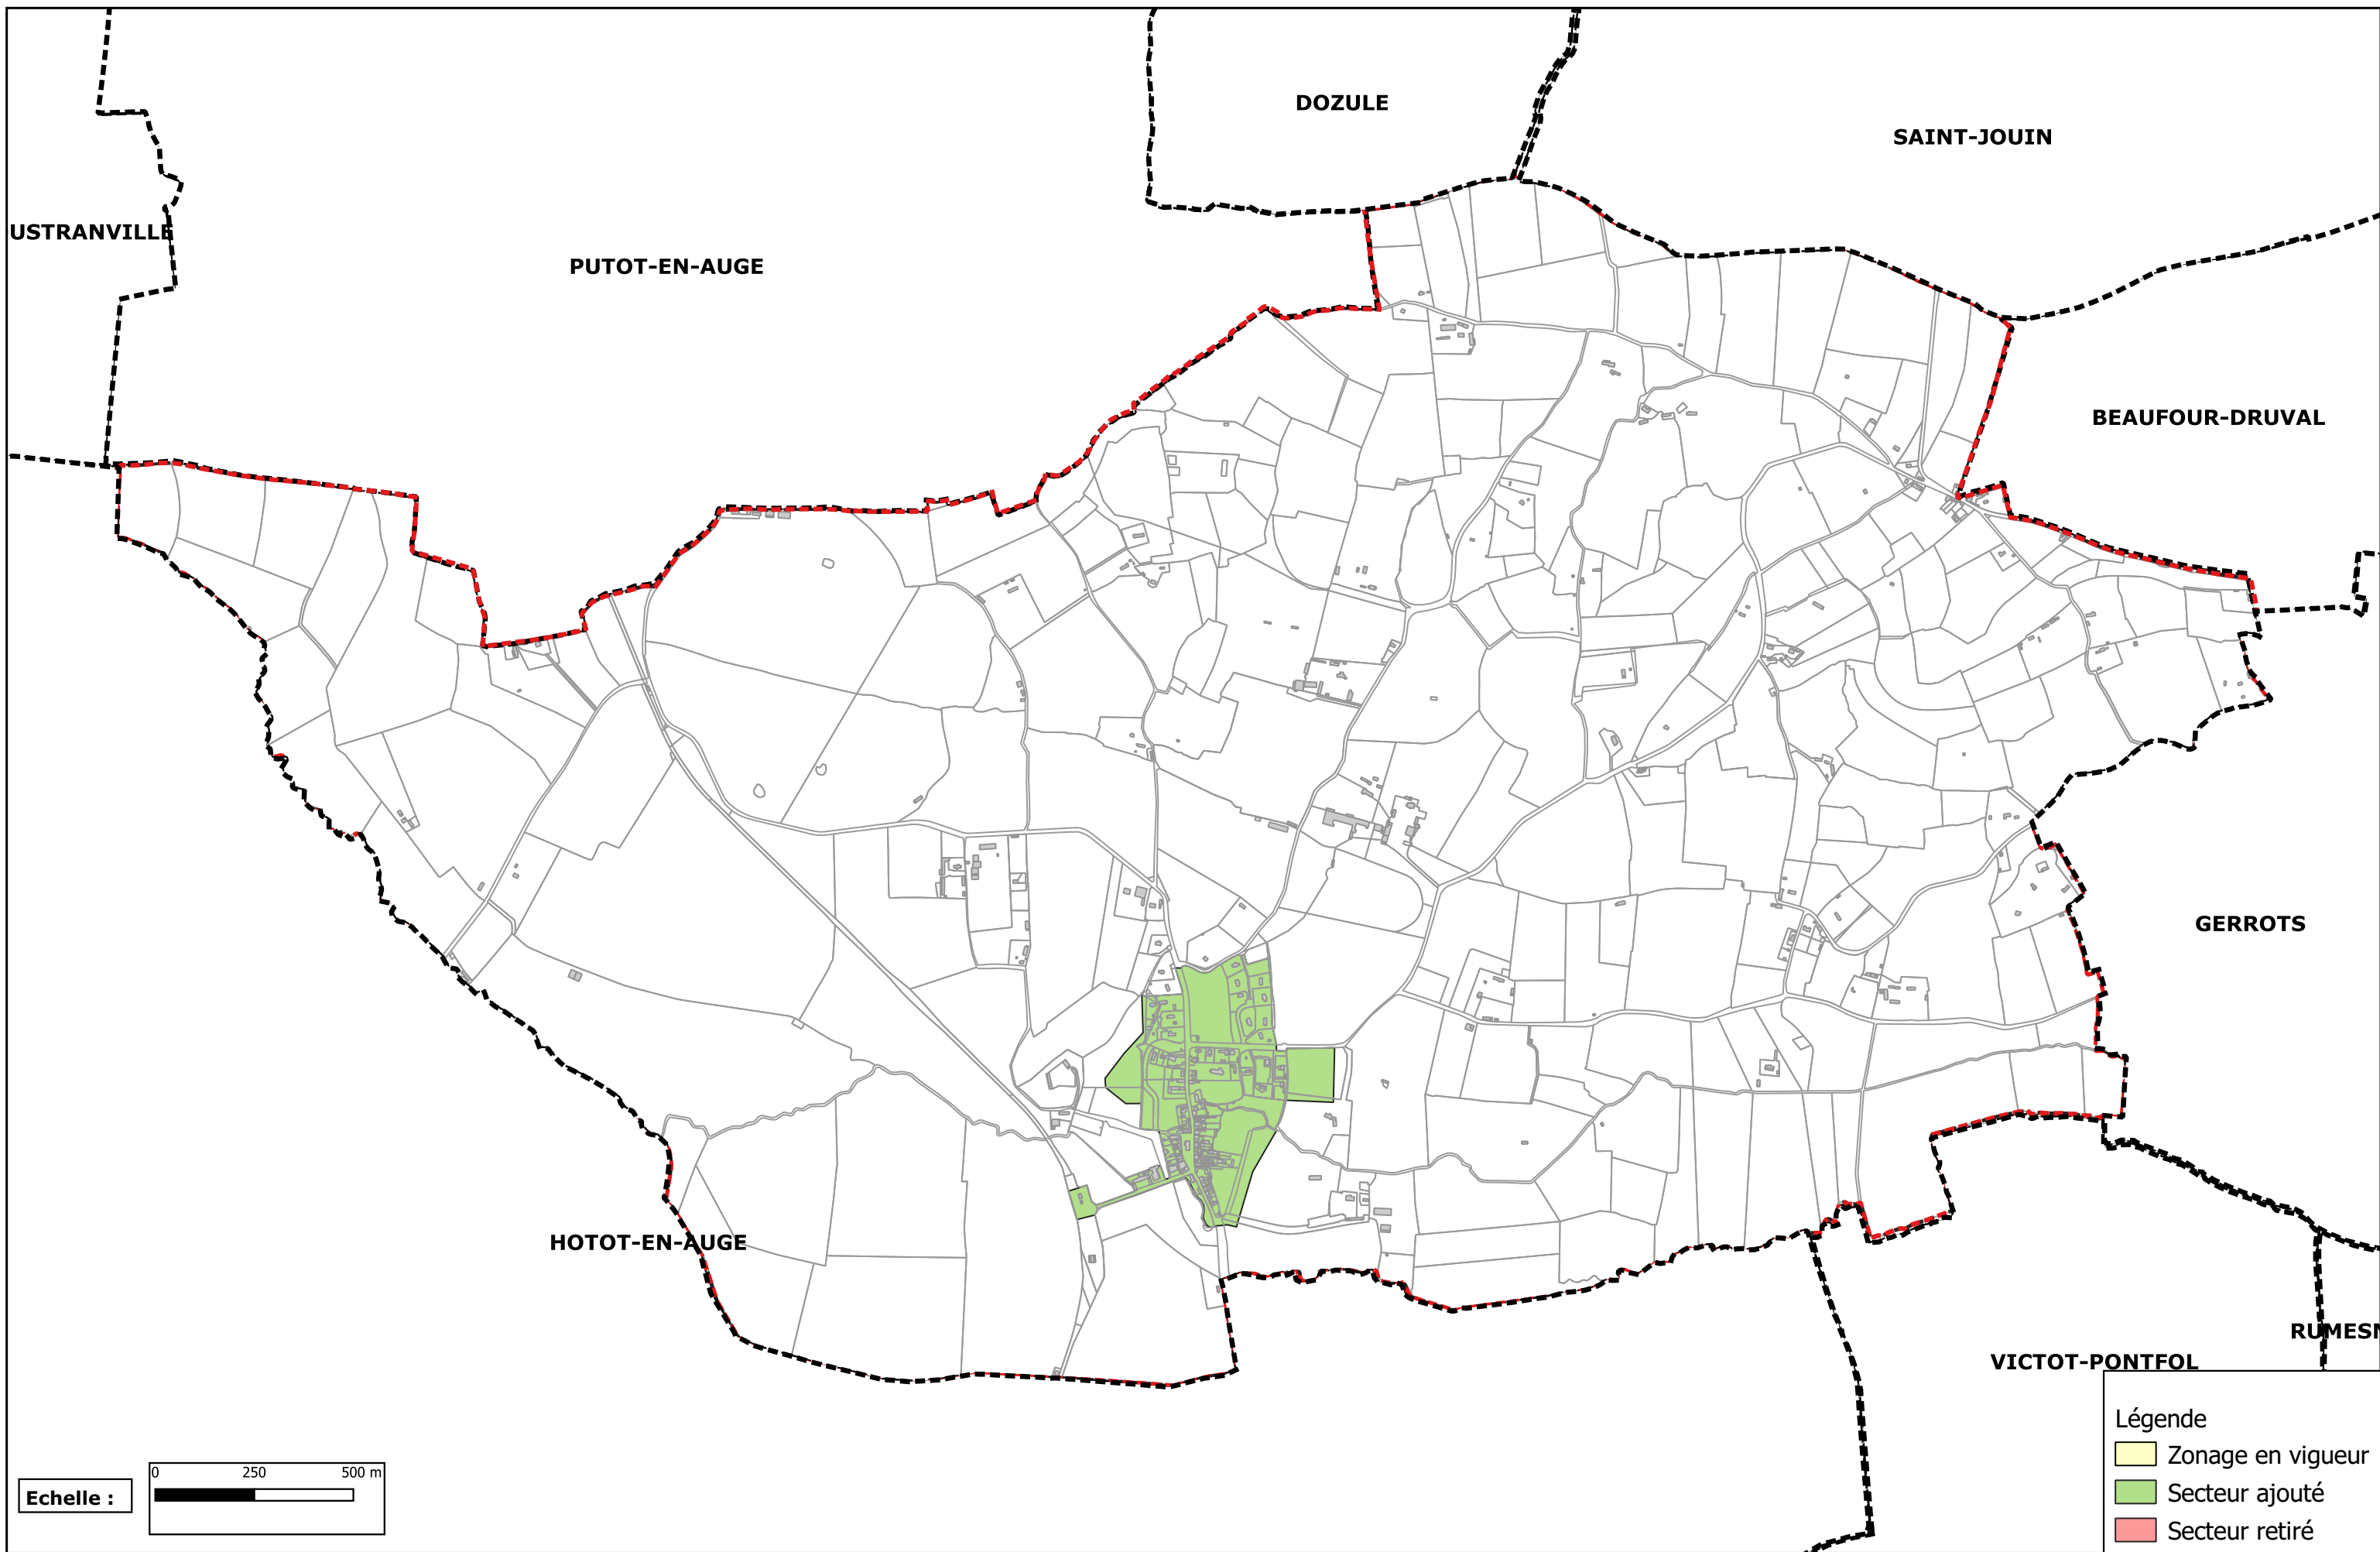 DOZULE
SAINT-JOUIN
USTRANVILLE
PUTOT-EN-AUGE
BEAUFOUR-DRUVAL
GERROTS
HOTOT-EN-AUGE
RUMESN
VICTOT-PONTFOL
Légende
Zonage en vigueur
Secteur ajouté
Secteur retiré
Echelle :
0 250 500 m